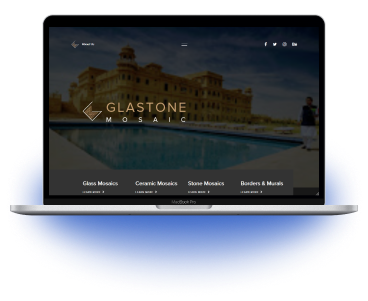 About Us
GLASTONE
MOSAIC
Glass Mosaics
Ceramic Mosaics
Stone Mosaics
Borders & Murals
LEARN MORE
LEARN MORE
LEARN MORE
LEARN MORE
MacBook Pro